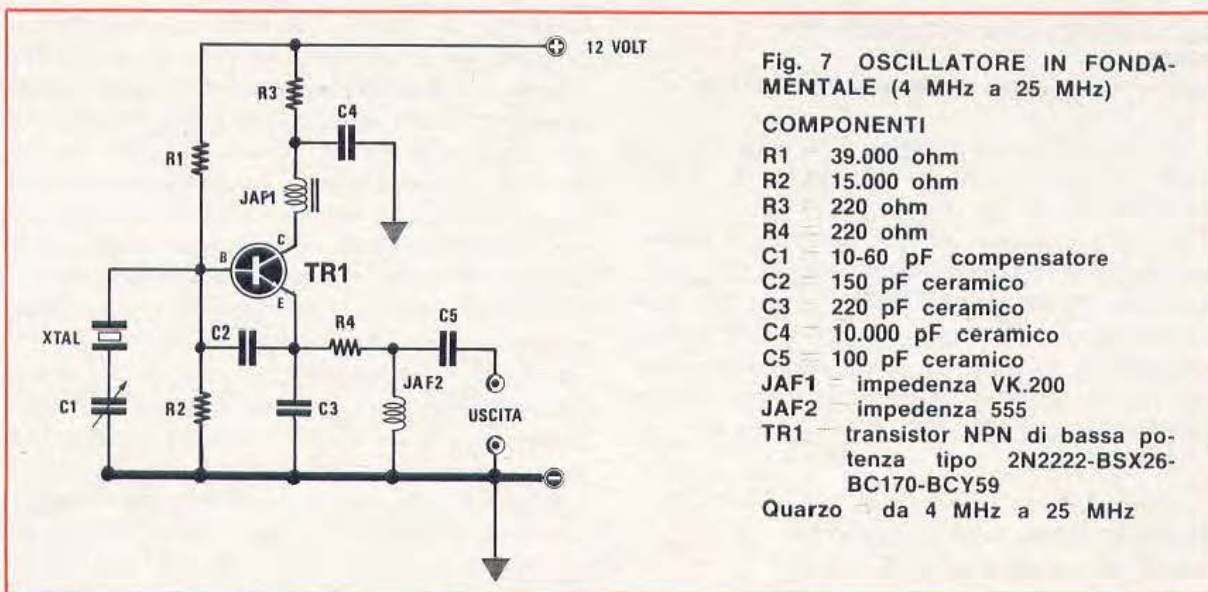 12 VOLT
R3
C4
R1
JAF1
C
B
TR1
E
XTAL
C2
R4
C5
JAF2
C1
R2
C3
USCITA
Fig. 7 OSCILLATORE IN FONDA-
MENTALE (4 MHz a 25 MHz)
COMPONENTI
R1 = 39.000 ohm
R2 = 15.000 ohm
R3 = 220 ohm
R4 = 220 ohm
C1 = 10-60 pF compensatore
C2 = 150 pF ceramico
C3 = 220 pF ceramico
C4 = 10.000 pF ceramico
C5 = 100 pF ceramico
JAF1 = impedenza VK.200
JAF2 = impedenza 555
TR1 = transistor NPN di bassa po-
tenza tipo 2N2222-BSX26-
BC170-BCY59
Quarzo = da 4 MHz a 25 MHz